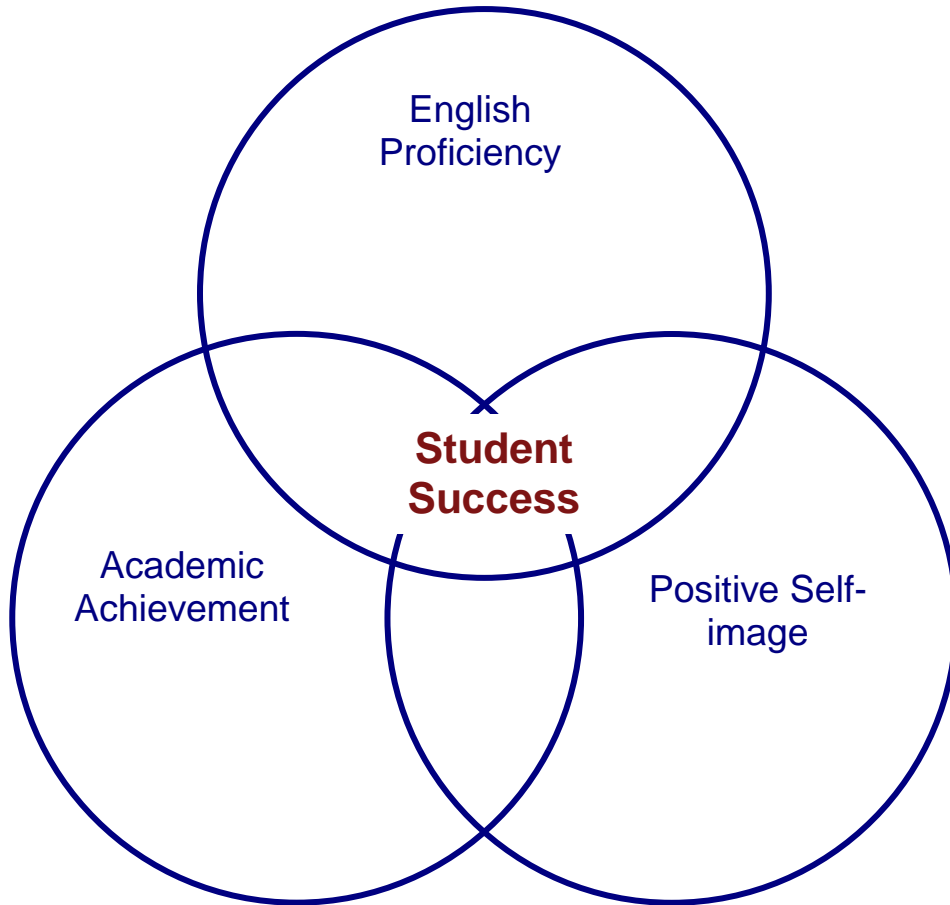 English
Proficiency
Student
Success
Academic
Achievement
Positive Self-
image